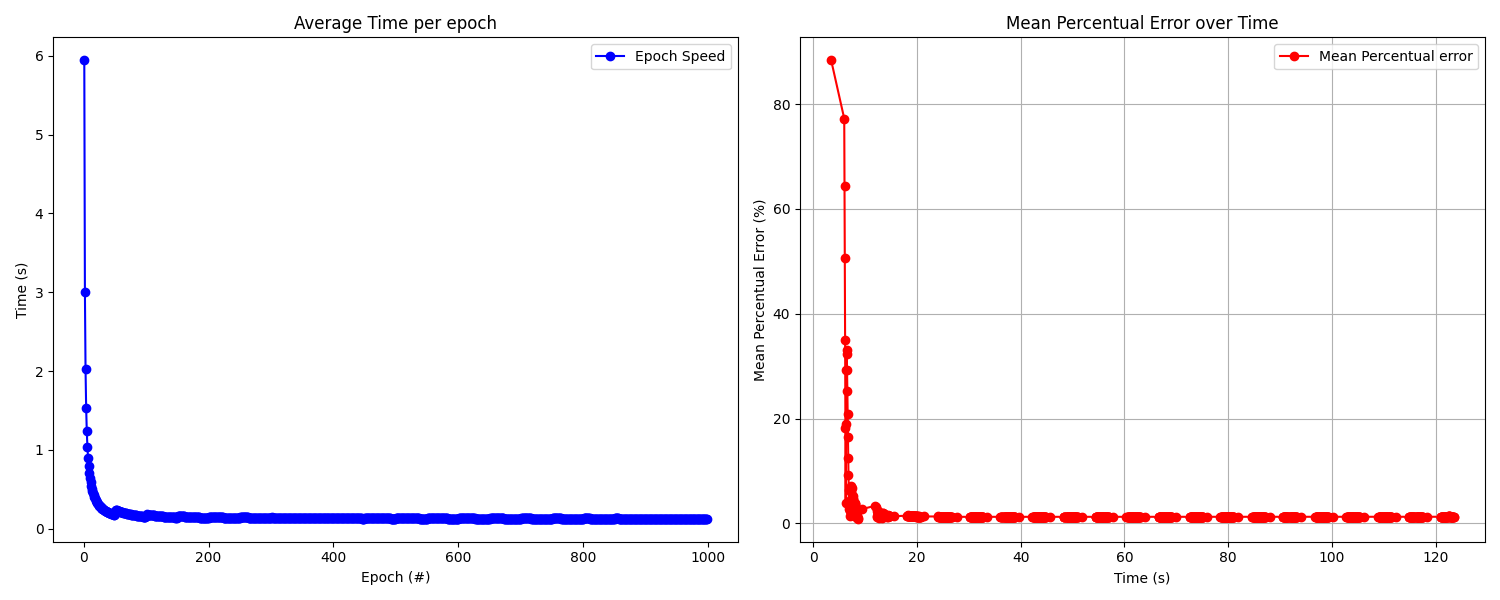 Average Time per epoch
Epoch Speed
6
5
4
3
2
1
0
Time (s)
0 200 400 600 800 1000
Epoch (#)
Mean Percentual Error over Time
Mean Percentual error
80
60
40
20
0
Mean Percentual Error (%)
0 20 40 60 80 100 120
Time (s)